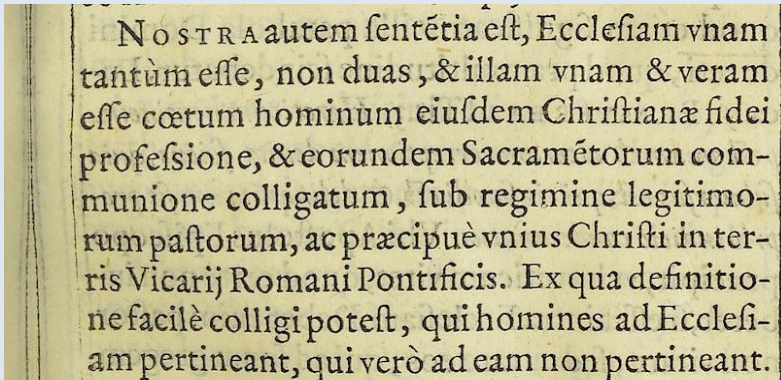 NOSTRA autem ſentẽtia eſt, Eccleſiam vnam
tantùm eſſe, non duas, & illam vnam & veram
eſſe cœtum hominum eiuſdem Chriſtianæ fidei
profeſsione, & eorundem Sacramẽtorum com-
munione colligatum, ſub regimine legitimo-
rum paſtorum, ac præcipuè vnius Chriſti in ter-
ris Vicarij Romani Pontificis. Ex qua definitio-
ne facilè colligi poteſt, qui homines ad Eccleſi-
am pertineant, qui verò ad eam non pertineant.